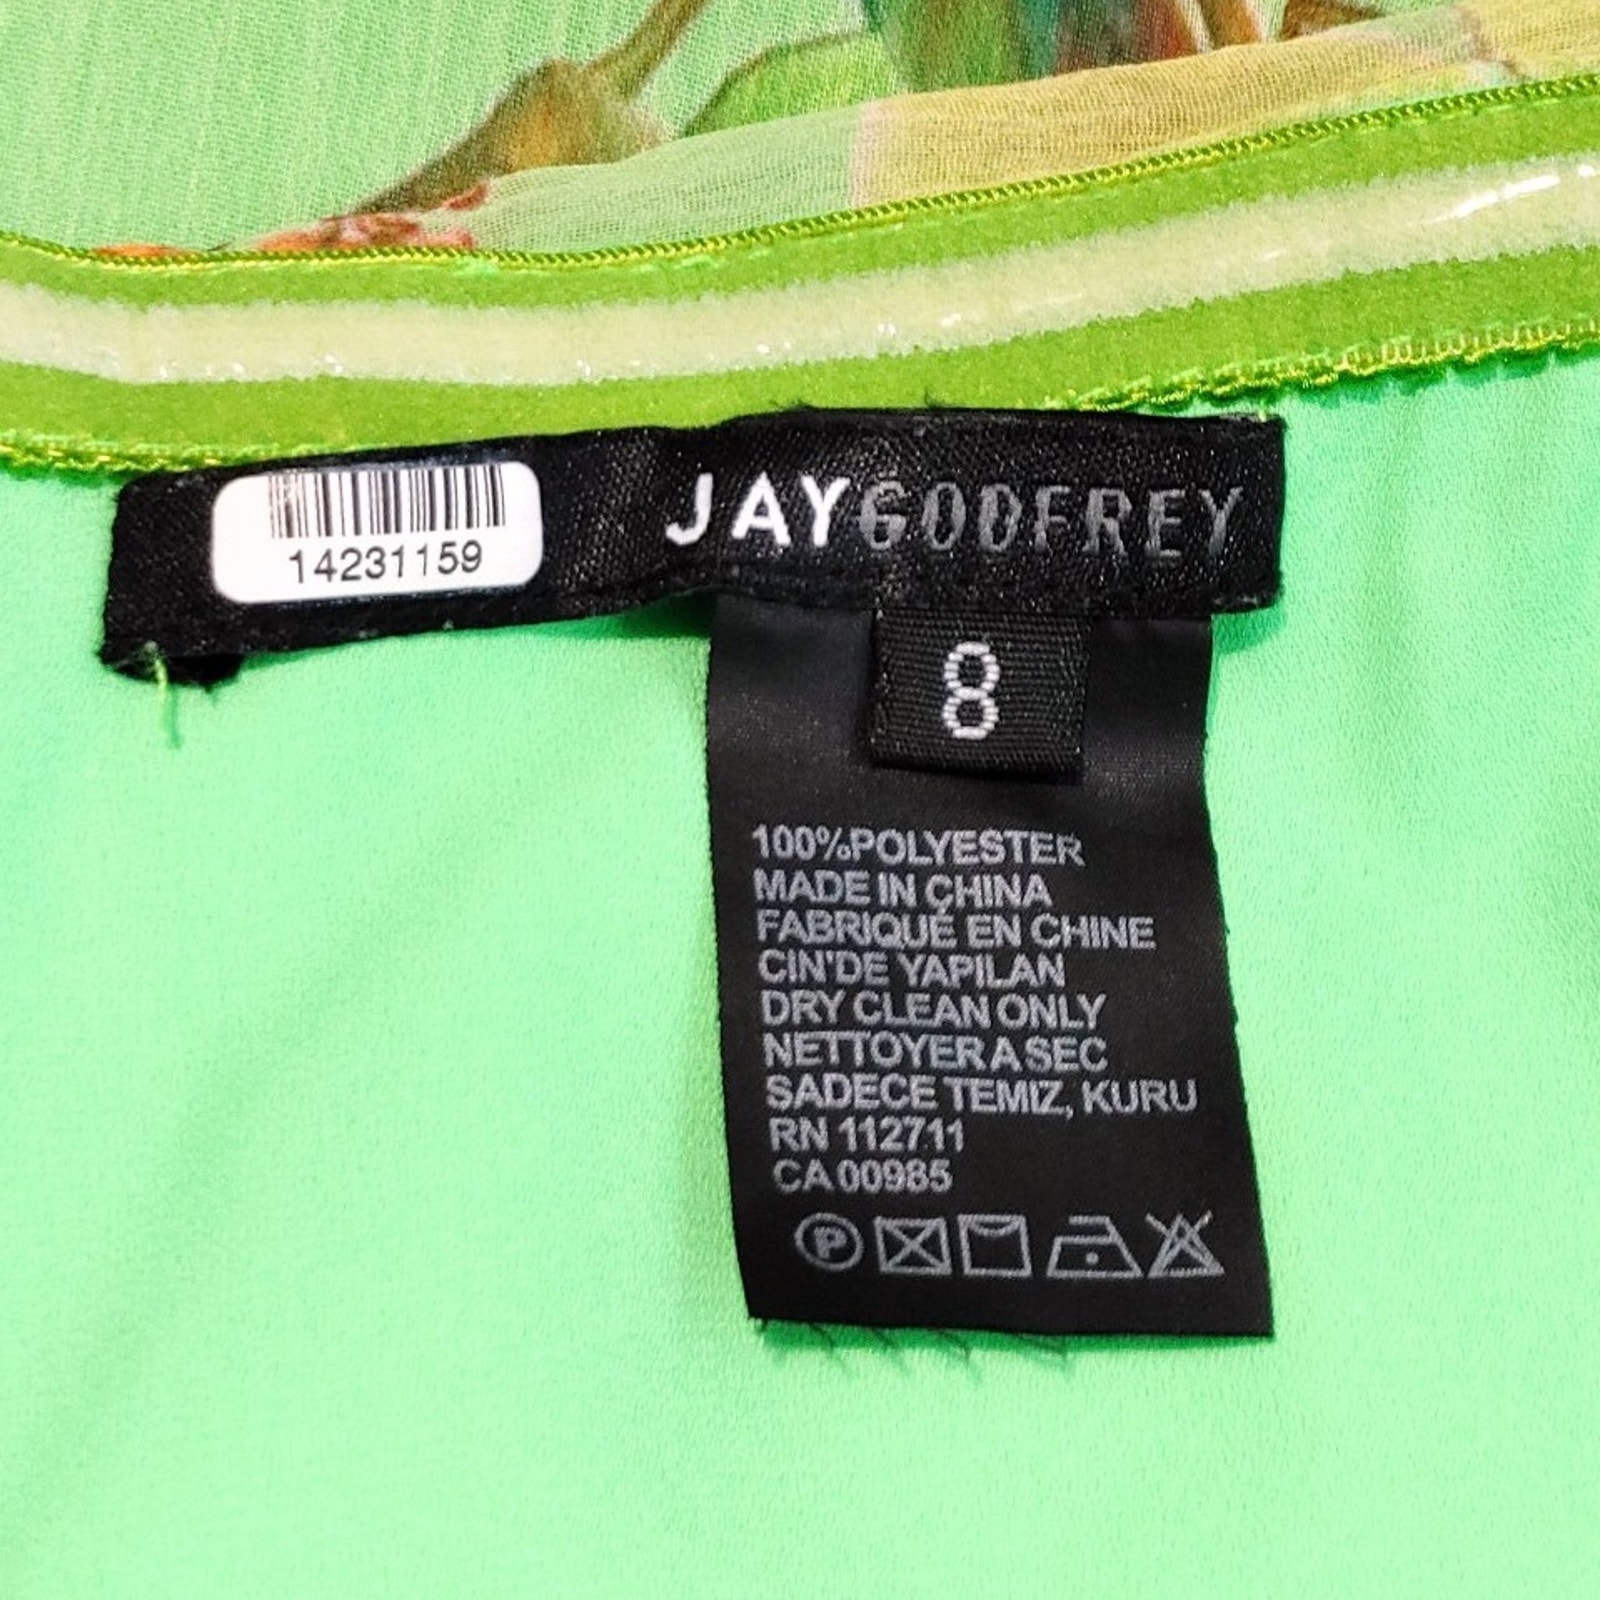 14231159
JAYGODFREY
8
100%POLYESTER
MADE IN CHINA
FABRIQUÉ EN CHINE
CIN'DE YAPILAN
DRY CLEAN ONLY
NETTOYER A SEC
SADECE TEMIZ, KURU
RN 112711
CA 00985
P